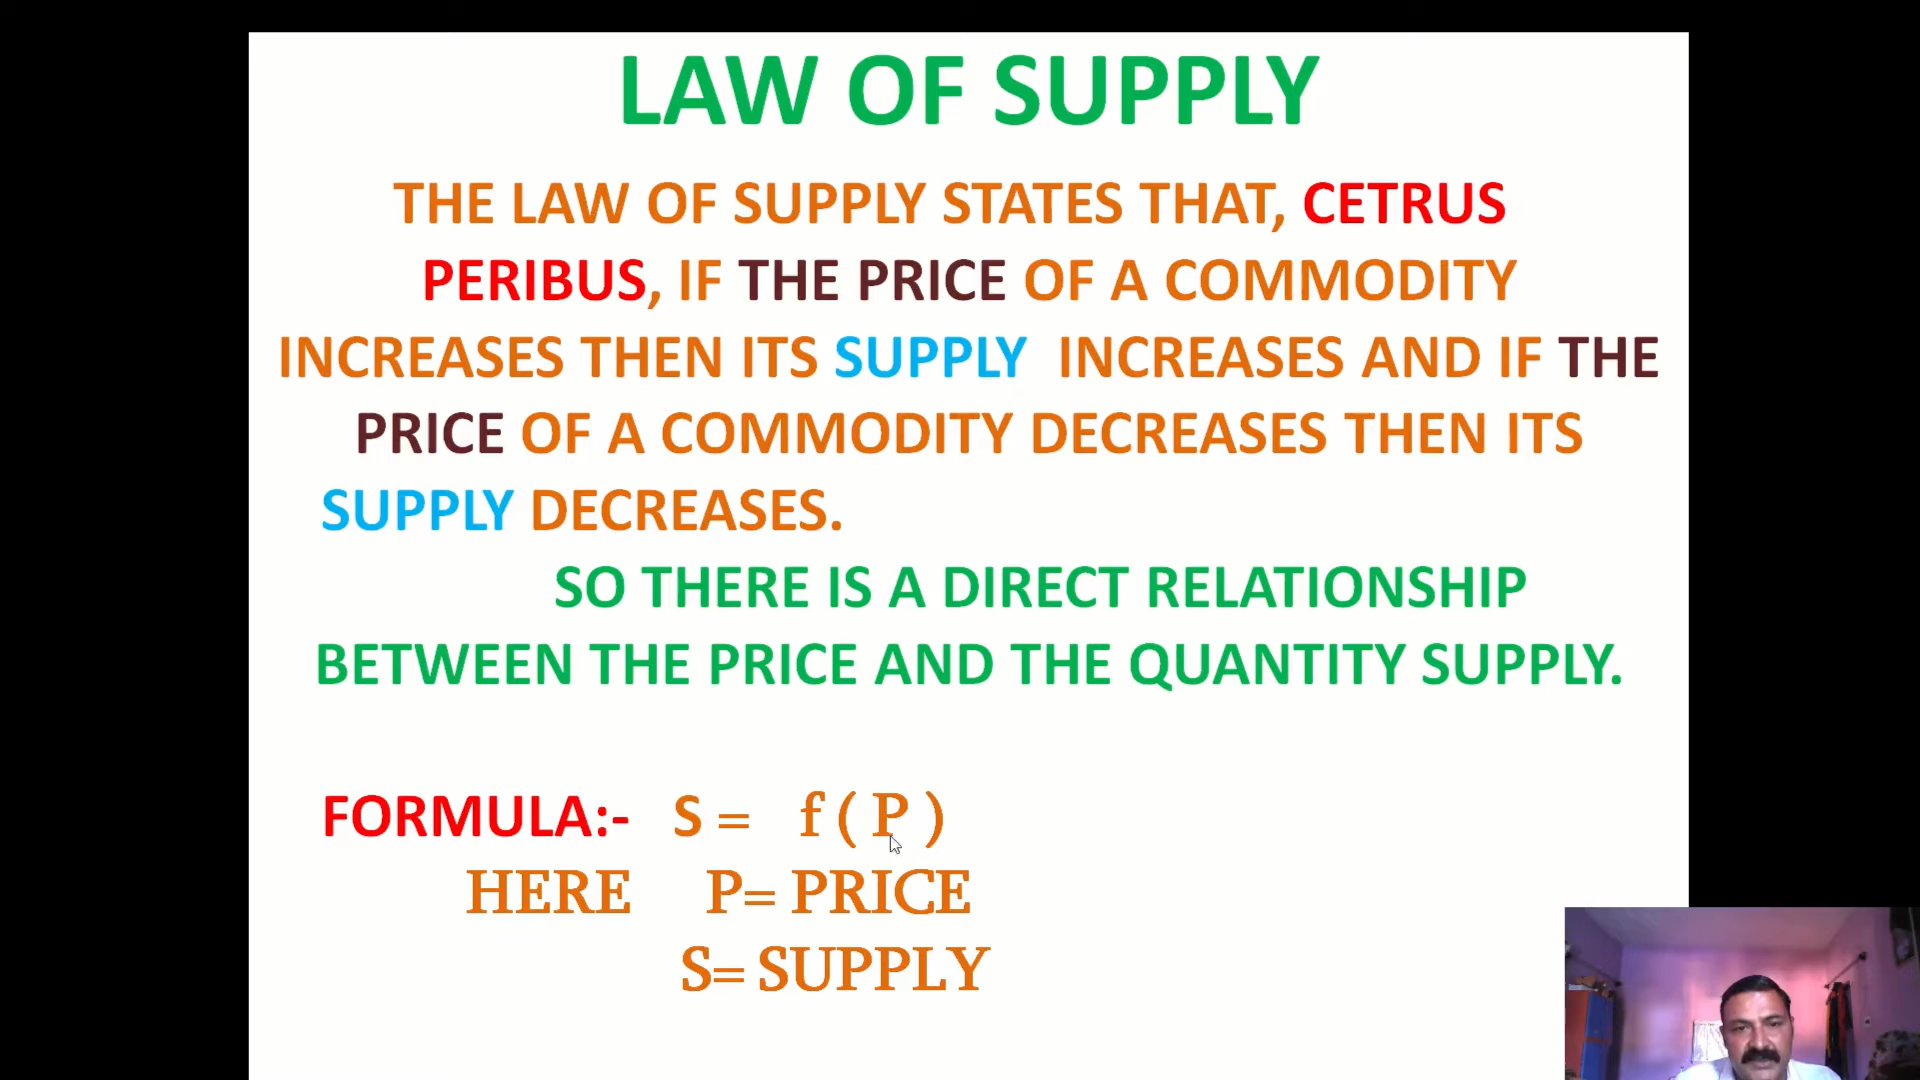 LAW OF SUPPLY
THE LAW OF SUPPLY STATES THAT, CETRUS
PERIBUS, IF THE PRICE OF A COMMODITY
INCREASES THEN ITS SUPPLY INCREASES AND IF THE
PRICE OF A COMMODITY DECREASES THEN ITS
SUPPLY DECREASES.
SO THERE IS A DIRECT RELATIONSHIP
BETWEEN THE PRICE AND THE QUANTITY SUPPLY.
FORMULA:- S = f ( P )
HERE P= PRICE
S= SUPPLY